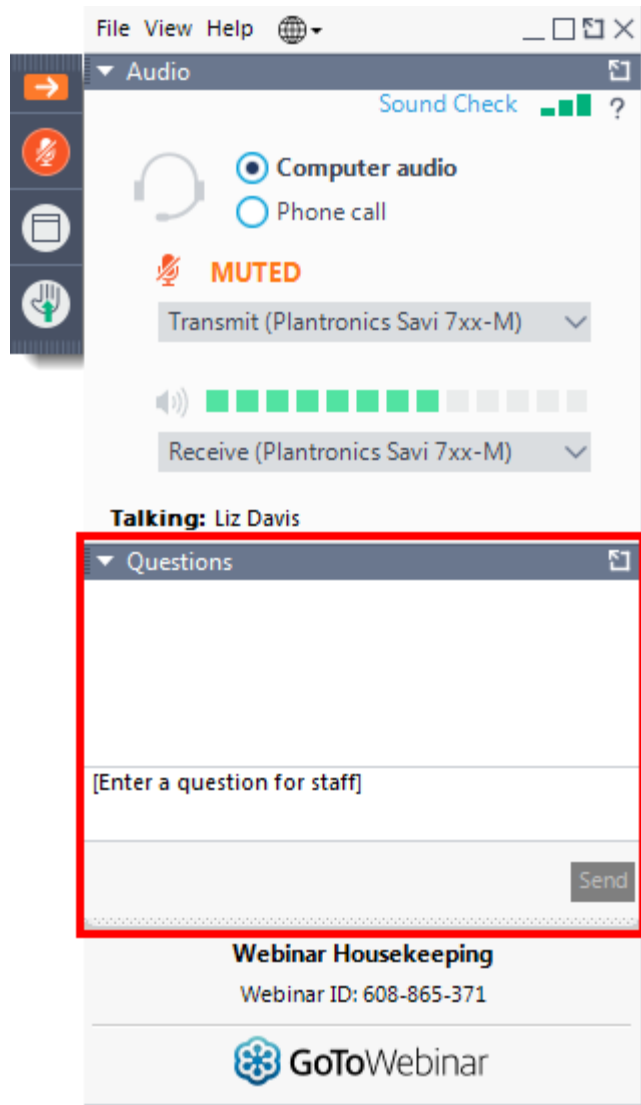 File View Help
Audio
Sound Check ?
Computer audio
Phone call
MUTED
Transmit (Plantronics Savi 7xx-M)
Receive (Plantronics Savi 7xx-M)
Talking: Liz Davis
Questions
[Enter a question for staff]
Send
Webinar Housekeeping
Webinar ID: 608-865-371
GoToWebinar